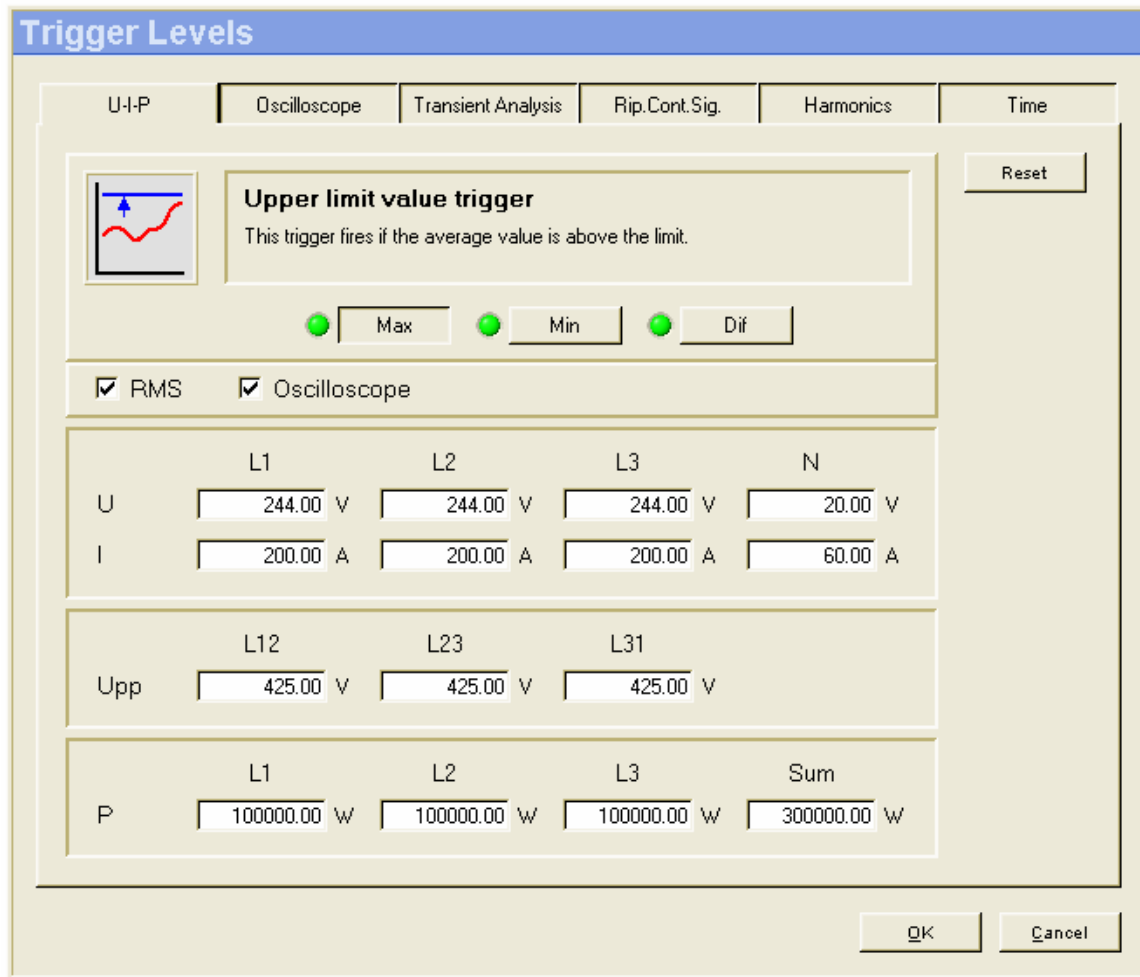 Trigger Levels
U-I-P Oscilloscope Transient Analysis Rip.Cont.Sig. Harmonics Time
Reset
Upper limit value trigger
This trigger fires if the average value is above the limit.
Max Min Dif
RMS Oscilloscope
L1 L2 L3 N
U 244.00 V 244.00 V 244.00 V 20.00 V
I 200.00 A 200.00 A 200.00 A 60.00 A
L12 L23 L31
Upp 425.00 V 425.00 V 425.00 V
L1 L2 L3 Sum
P 100000.00 W 100000.00 W 100000.00 W 300000.00 W
OK Cancel